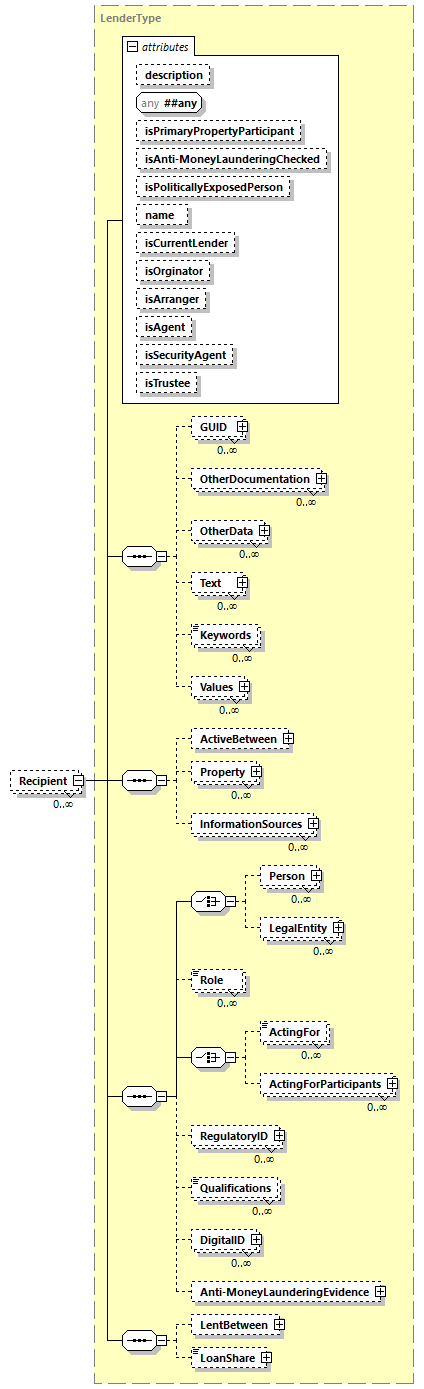 LenderType
attributes
description
any ##any
isPrimaryPropertyParticipant
isAnti-MoneyLaunderingChecked
isPoliticallyExposedPerson
name
isCurrentLender
isOrginator
isArranger
isAgent
isSecurityAgent
isTrustee
GUID
0..∞
OtherDocumentation
0..∞
OtherData
0..∞
Text
0..∞
Keywords
0..∞
Values
0..∞
ActiveBetween
Property
0..∞
InformationSources
0..∞
Recipient
0..∞
Person
0..∞
LegalEntity
0..∞
Role
0..∞
ActingFor
0..∞
ActingForParticipants
0..∞
RegulatoryID
0..∞
Qualifications
0..∞
DigitalID
0..∞
Anti-MoneyLaunderingEvidence
LentBetween
LoanShare